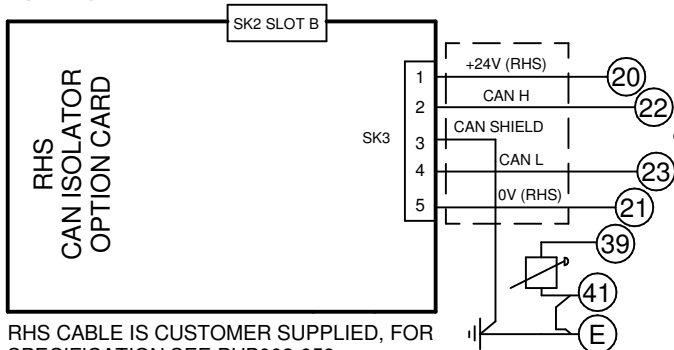 SK2 SLOT B
RHS
CAN ISOLATOR
OPTION CARD
SK3
1
2
3
4
5
+24V (RHS)
CAN H
CAN SHIELD
CAN L
0V (RHS)
20
22
23
21
39
41
E
RHS CABLE IS CUSTOMER SUPPLIED, FOR